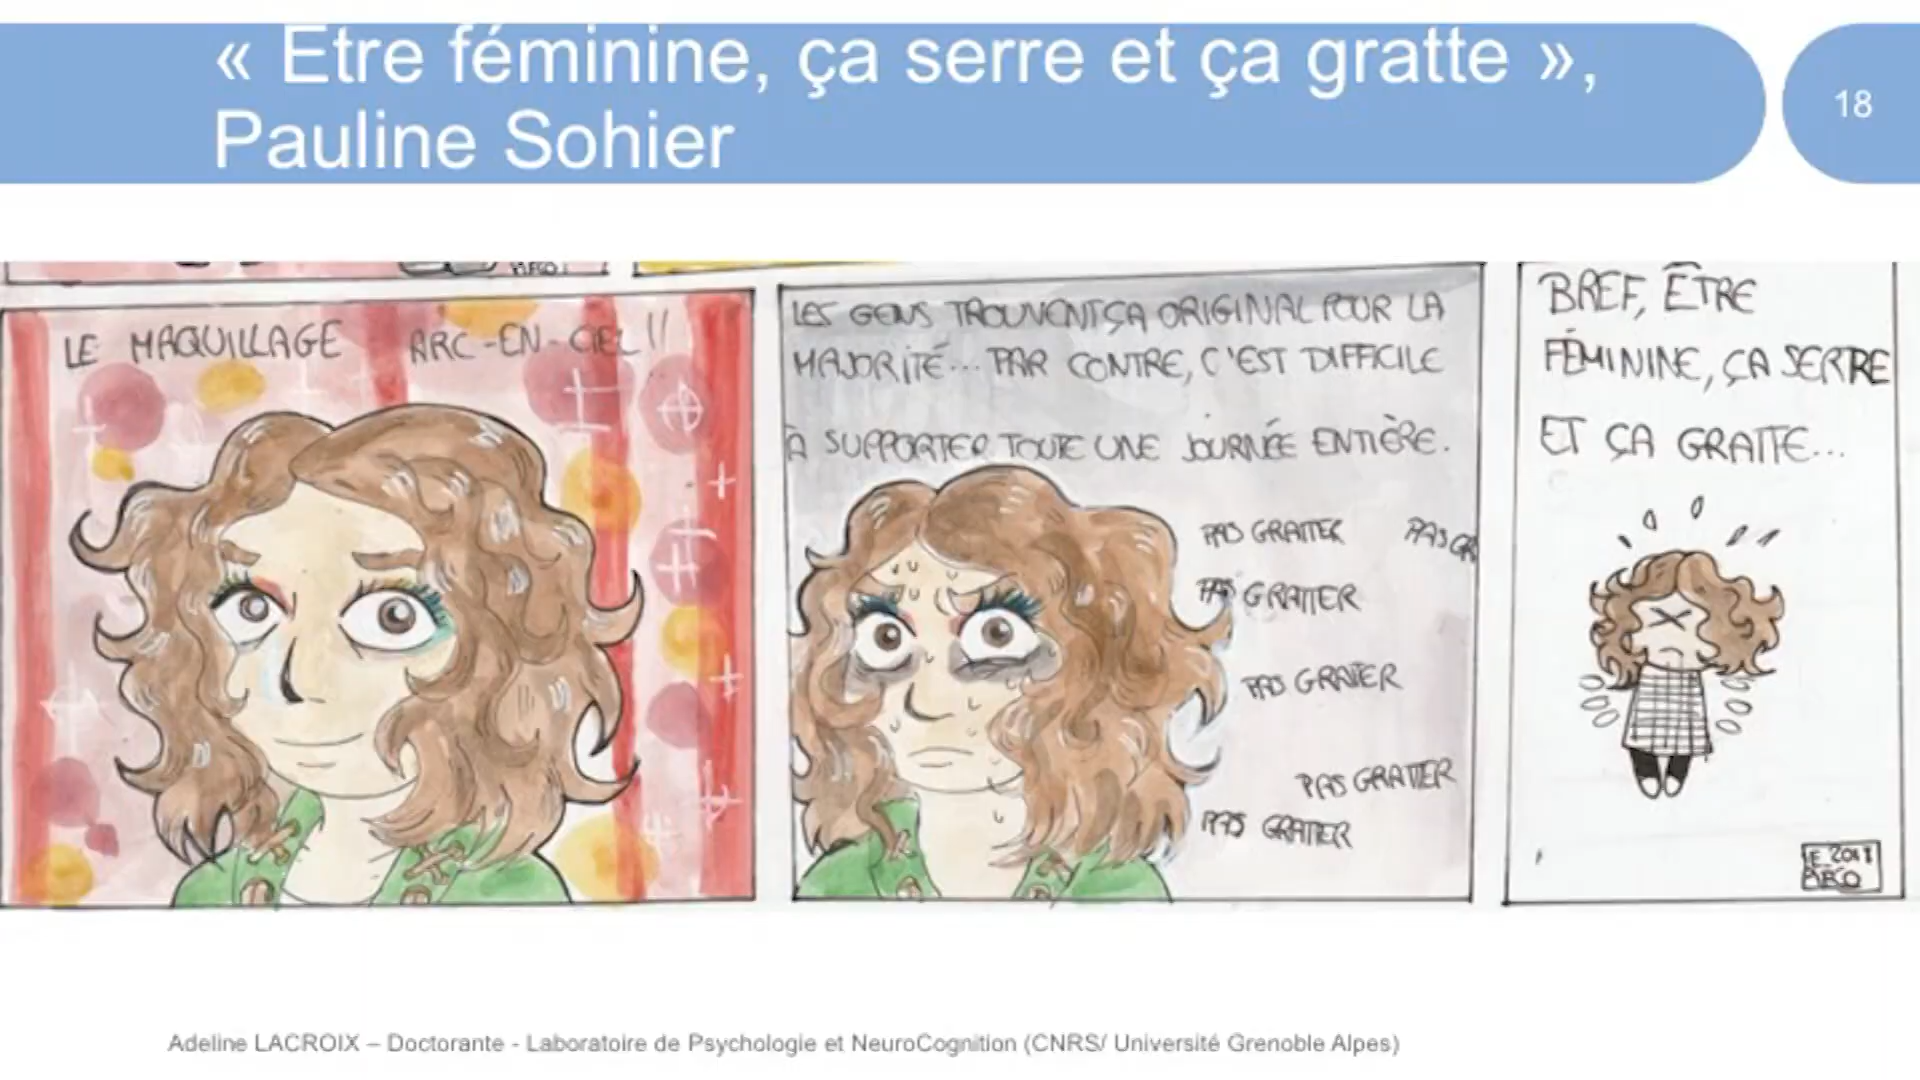 « Etre féminine, ça serre et ça gratte »,
Pauline Sohier
18
LE MAQUILLAGE ARC-EN-CIEL !!
LES GENS TROUVENT ÇA ORIGINAL POUR LA
MAJORITÉ... PAR CONTRE, C'EST DIFFICILE
À SUPPORTER TOUTE UNE JOURNÉE ENTIÈRE.
PAS GRATTER PAS GR
PAS GRATTER
PAS GRATTER
PAS GRATTER
PAS GRATTER
BREF, ÊTRE
FÉMININE, ÇA SERRE
ET ÇA GRATTE...
Adeline LACROIX – Doctorante - Laboratoire de Psychologie et NeuroCognition (CNRS/ Université Grenoble Alpes)